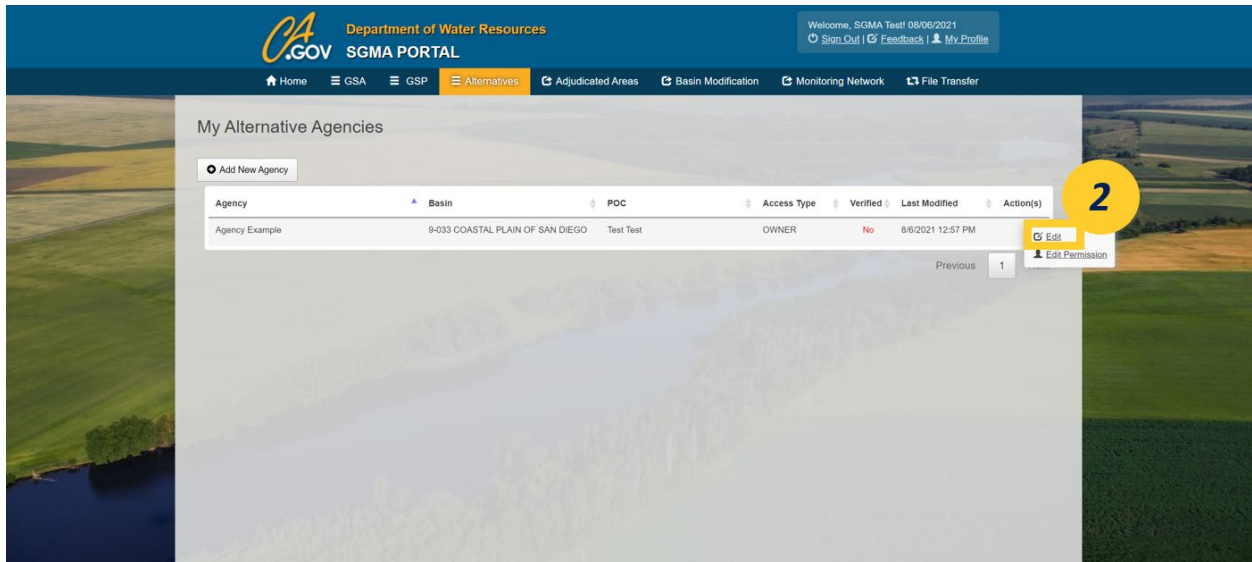 CA
.GOV
Department of Water Resources
SGMA PORTAL
Welcome, SGMA Test! 08/06/2021
Sign Out | Feedback | My Profile
Home GSA GSP Alternatives Adjudicated Areas Basin Modification Monitoring Network File Transfer
My Alternative Agencies
Add New Agency
Agency Basin POC Access Type Verified Last Modified Action(s)
2
Agency Example 9-033 COASTAL PLAIN OF SAN DIEGO Test Test OWNER No 8/6/2021 12:57 PM
Edit
Edit Permission
Previous 1